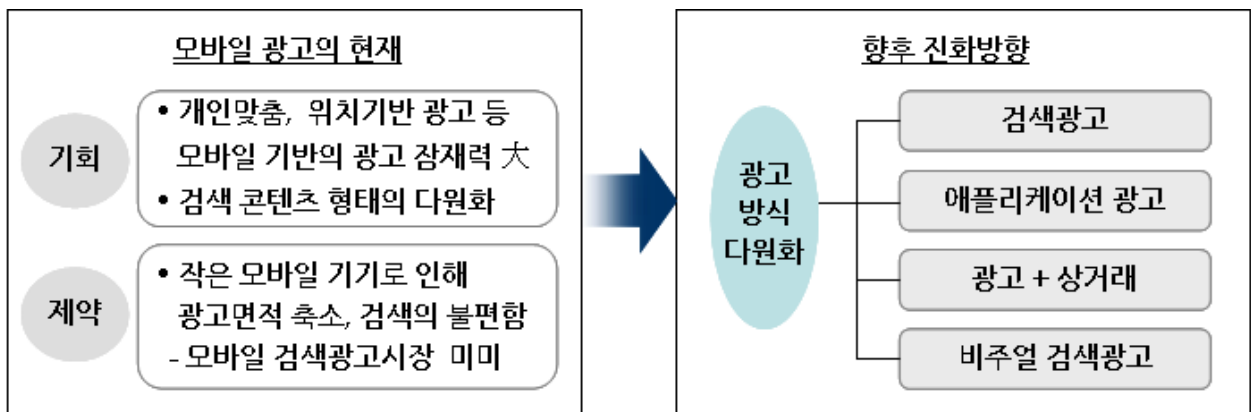 모바일 광고의 현재
기회
• 개인맞춤, 위치기반 광고 등
모바일 기반의 광고 잠재력 大
• 검색 콘텐츠 형태의 다원화
제약
• 작은 모바일 기기로 인해
광고면적 축소, 검색의 불편함
- 모바일 검색광고시장 미미
향후 진화방향
광고
방식
다원화
검색광고
애플리케이션 광고
광고 + 상거래
비주얼 검색광고